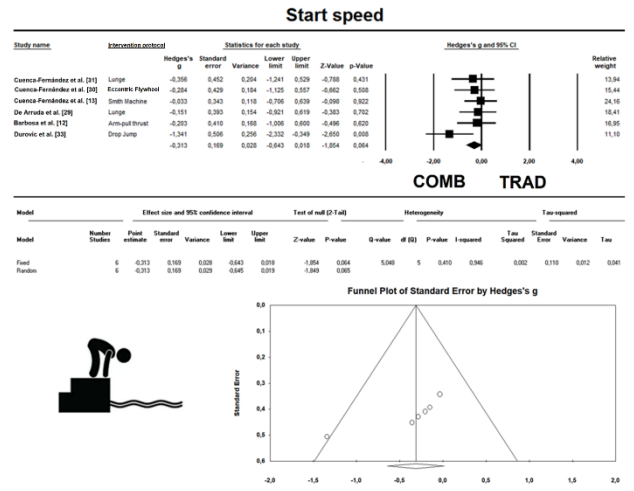 Start speed
Study name Intervention protocol Statistics for each study Hedges's g and 95% CI
Hedges's g Standard error Variance Lower limit Upper limit Z-Value p-Value Relative weight
Cuenca-Fernández et al. [31] Lunge -0,356 0,452 0,204 -1,241 0,529 -0,788 0,431 13,94
Cuenca-Fernández et al. [30] Eccentric Flywheel -0,284 0,429 0,184 -1,125 0,557 -0,662 0,508 15,44
Cuenca-Fernández et al. [13] Smith Machine -0,033 0,343 0,118 -0,706 0,639 -0,098 0,922 24,16
De Arruda et al. [29] Lunge -0,151 0,393 0,154 -0,921 0,619 -0,383 0,702 18,41
Barbosa et al. [12] Arm-pull thrust -0,203 0,410 0,168 -1,006 0,600 -0,496 0,620 16,95
Durovic et al. [33] Drop Jump -1,341 0,506 0,256 -2,332 -0,349 -2,650 0,008 11,10
-0,313 0,169 0,028 -0,643 0,018 -1,854 0,064
-4,00 -2,00 0,00 2,00 4,00
COMB TRAD
Model Effect size and 95% confidence interval Test of null (2-Tail) Heterogeneity Tau-squared
Model Number Studies Point estimate Standard error Variance Lower limit Upper limit Z-value P-value Q-value df (Q) P-value I-squared Tau Squared Standard Error Variance Tau
Fixed 6 -0,313 0,169 0,028 -0,643 0,018 -1,854 0,064 5,048 5 0,410 0,946 0,002 0,110 0,012 0,041
Random 6 -0,313 0,169 0,029 -0,645 0,019 -1,849 0,065
Funnel Plot of Standard Error by Hedges's g
Standard Error
0,0
0,1
0,2
0,3
0,4
0,5
0,6
-2,0 -1,5 -1,0 -0,5 0,0 0,5 1,0 1,5 2,0